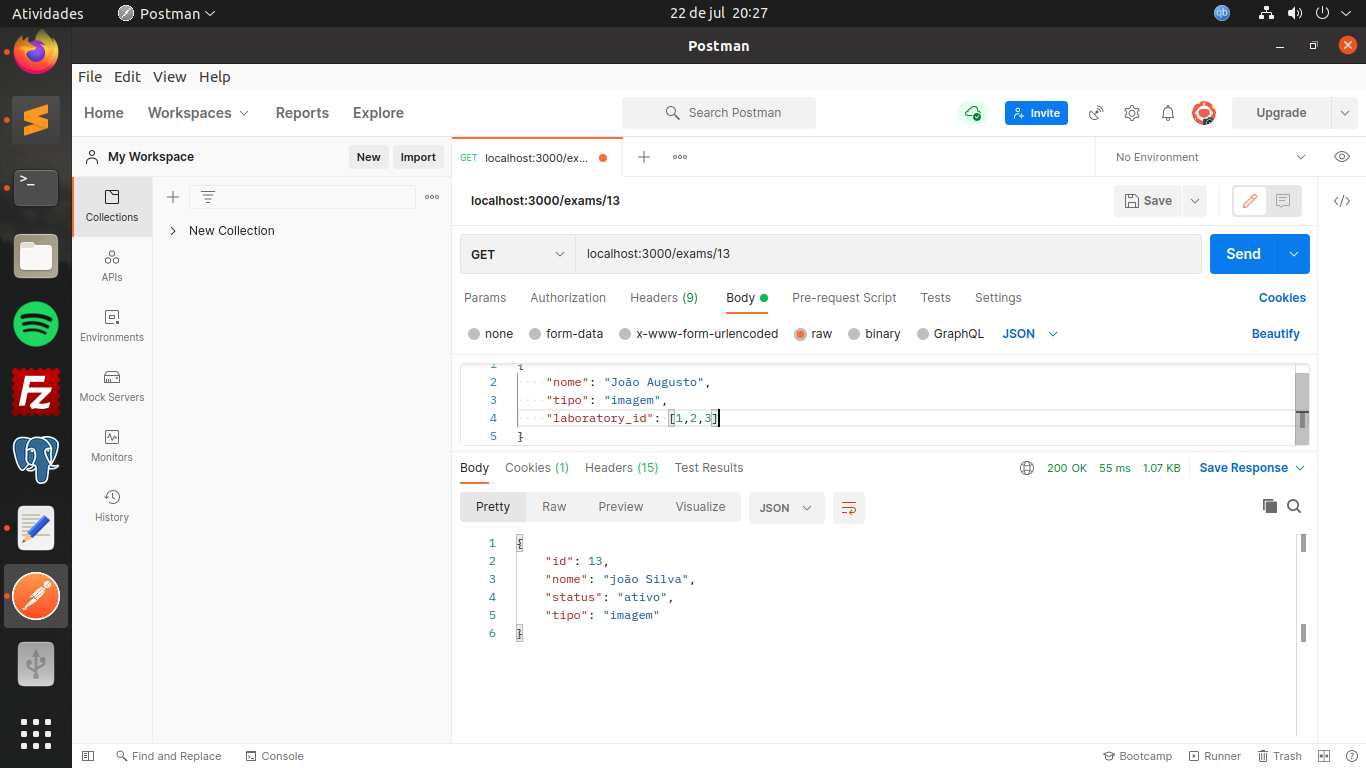 Atividades Postman 22 de jul 20:27 qb
Postman
File Edit View Help
Home Workspaces Reports Explore Search Postman Invite Upgrade
My Workspace New Import GET localhost:3000/ex... No Environment
localhost:3000/exams/13 Save
Collections
New Collection
GET localhost:3000/exams/13 Send
APIs
Params Authorization Headers (9) Body Pre-request Script Tests Settings Cookies
Environments
none form-data x-www-form-urlencoded raw binary GraphQL JSON Beautify
Mock Servers
1 {
2 "nome": "João Augusto",
3 "tipo": "imagem",
4 "laboratory_id": [1,2,3]
5 }
Monitors
Body Cookies (1) Headers (15) Test Results 200 OK 55 ms 1.07 KB Save Response
History
Pretty Raw Preview Visualize JSON
1 {
2 "id": 13,
3 "nome": "joão Silva",
4 "status": "ativo",
5 "tipo": "imagem"
6 }
Find and Replace Console Bootcamp Runner Trash